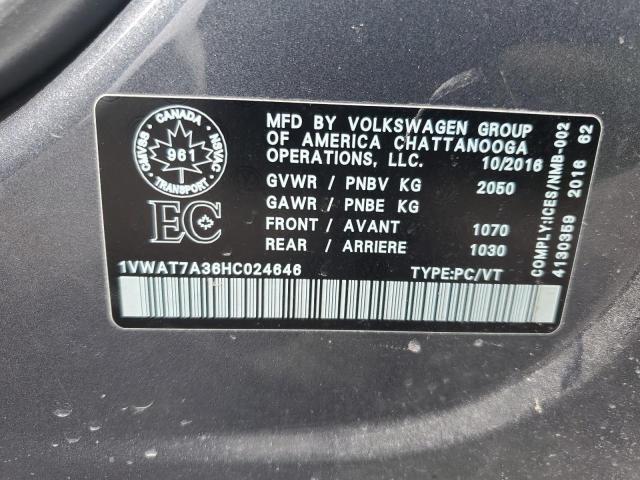 CANADA
CMVSS
961
NSVAC
TRANSPORT
EC
MFD BY VOLKSWAGEN GROUP
OF AMERICA CHATTANOOGA
OPERATIONS, LLC. 10/2016
GVWR / PNBV KG 2050
GAWR / PNBE KG
FRONT / AVANT 1070
REAR / ARRIERE 1030
1VWAT7A36HC024646 TYPE:PC/VT
COMPLY:ICES/NMB-002
4130359 2016 62